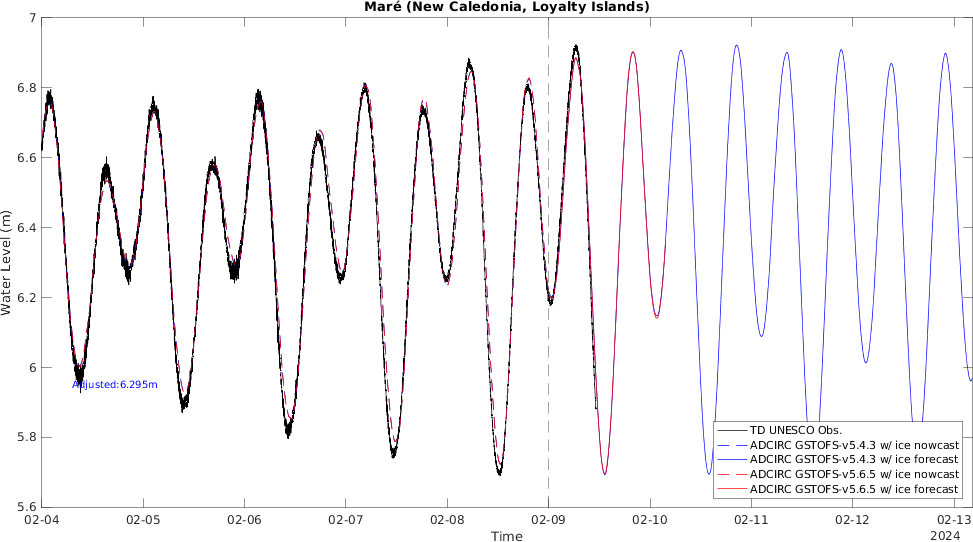 Maré (New Caledonia, Loyalty Islands)
7
6.8
6.6
6.4
6.2
6
5.8
5.6
Water Level (m)
Adjusted:6.295m
TD UNESCO Obs.
ADCIRC GSTOFS-v5.4.3 w/ ice nowcast
ADCIRC GSTOFS-v5.4.3 w/ ice forecast
ADCIRC GSTOFS-v5.6.5 w/ ice nowcast
ADCIRC GSTOFS-v5.6.5 w/ ice forecast
02-04 02-05 02-06 02-07 02-08 02-09 02-10 02-11 02-12 02-13
Time
2024